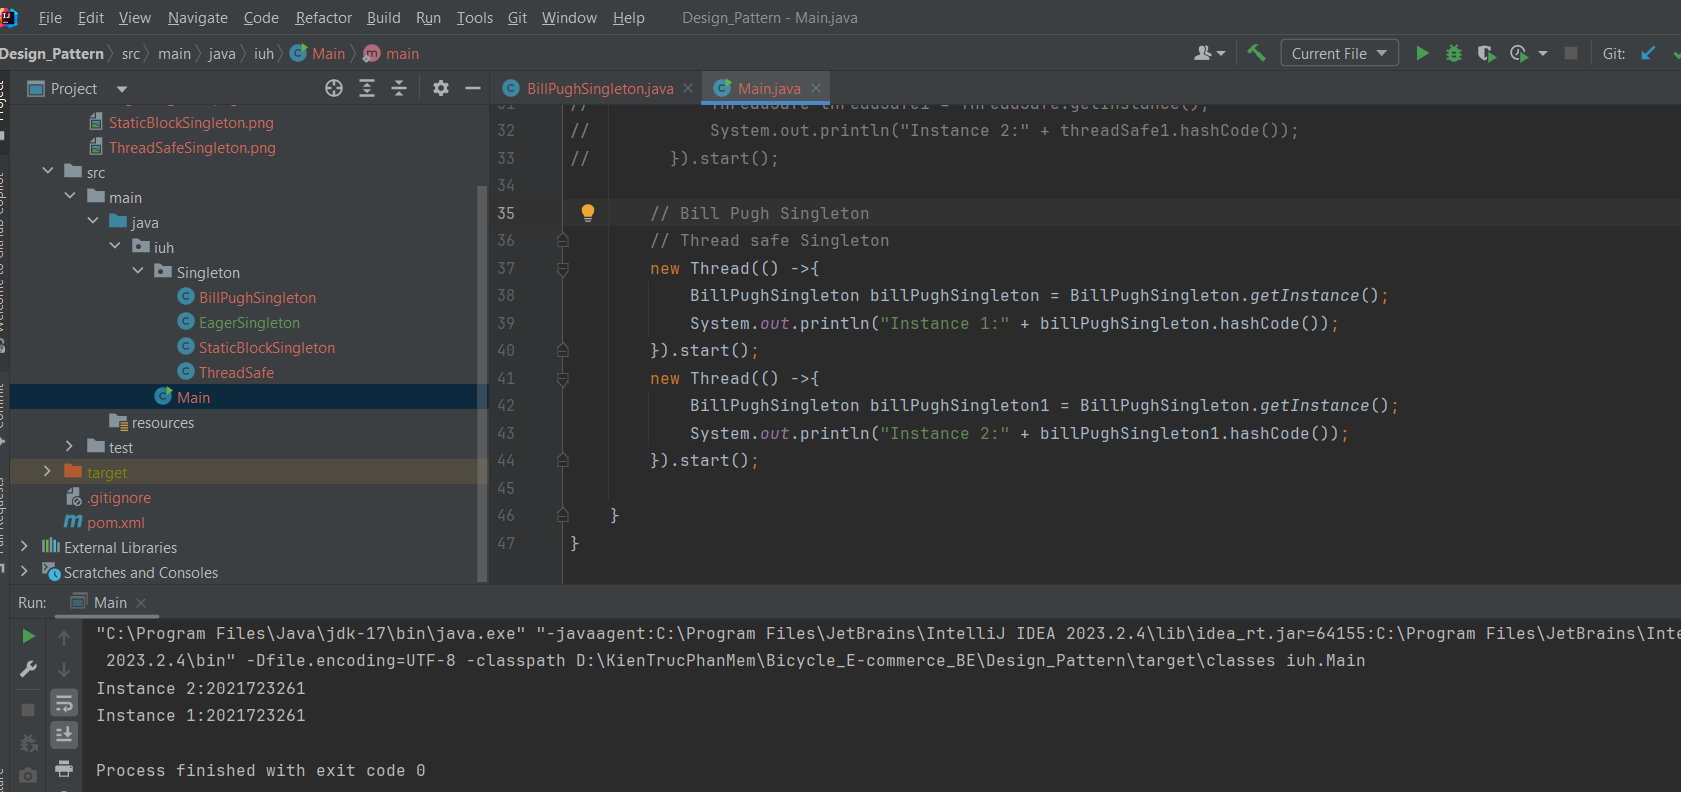 File Edit View Navigate Code Refactor Build Run Tools Git Window Help Design_Pattern - Main.java
Design_Pattern src main java iuh Main main Current File Git:
Project BillPughSingleton.java Main.java
StaticBlockSingleton.png
ThreadSafeSingleton.png
src
main
java
iuh
Singleton
BillPughSingleton
EagerSingleton
StaticBlockSingleton
ThreadSafe
Main
resources
test
target
.gitignore
pom.xml
External Libraries
Scratches and Consoles
31 // ThreadSafe threadSafe1 = ThreadSafe.getInstance();
32 // System.out.println("Instance 2:" + threadSafe1.hashCode());
33 // }).start();
34
35 // Bill Pugh Singleton
36 // Thread safe Singleton
37 new Thread(() ->{
38 BillPughSingleton billPughSingleton = BillPughSingleton.getInstance();
39 System.out.println("Instance 1:" + billPughSingleton.hashCode());
40 }).start();
41 new Thread(() ->{
42 BillPughSingleton billPughSingleton1 = BillPughSingleton.getInstance();
43 System.out.println("Instance 2:" + billPughSingleton1.hashCode());
44 }).start();
45
46 }
47 }
Run: Main
"C:\Program Files\Java\jdk-17\bin\java.exe" "-javaagent:C:\Program Files\JetBrains\IntelliJ IDEA 2023.2.4\lib\idea_rt.jar=64155:C:\Program Files\JetBrains\Inte
2023.2.4\bin" -Dfile.encoding=UTF-8 -classpath D:\KienTrucPhanMem\Bicycle_E-commerce_BE\Design_Pattern\target\classes iuh.Main
Instance 2:2021723261
Instance 1:2021723261
Process finished with exit code 0